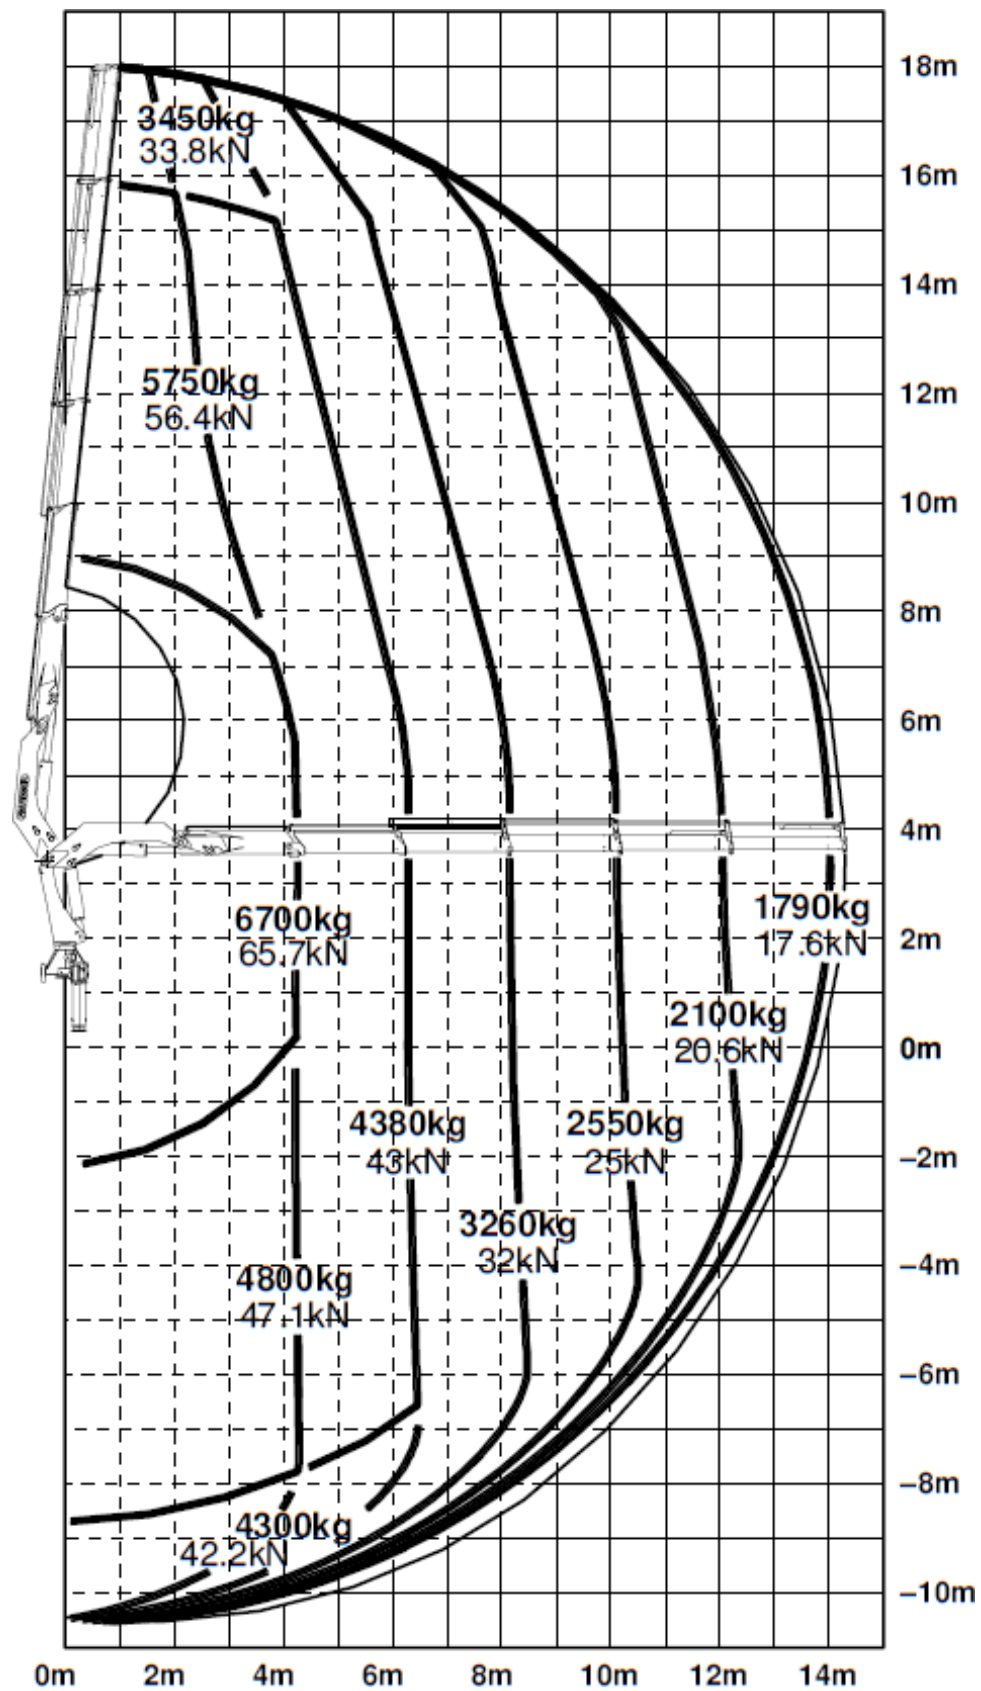 18m
3450kg
33.8kN
16m
14m
5750kg
56.4kN
12m
10m
8m
6m
4m
6700kg
65.7kN
1790kg
17.6kN
2m
2100kg
20.6kN
0m
4380kg
43kN
2550kg
25kN
–2m
3260kg
32kN
4800kg
47.1kN
–4m
–6m
–8m
4300kg
42.2kN
–10m
0m 2m 4m 6m 8m 10m 12m 14m